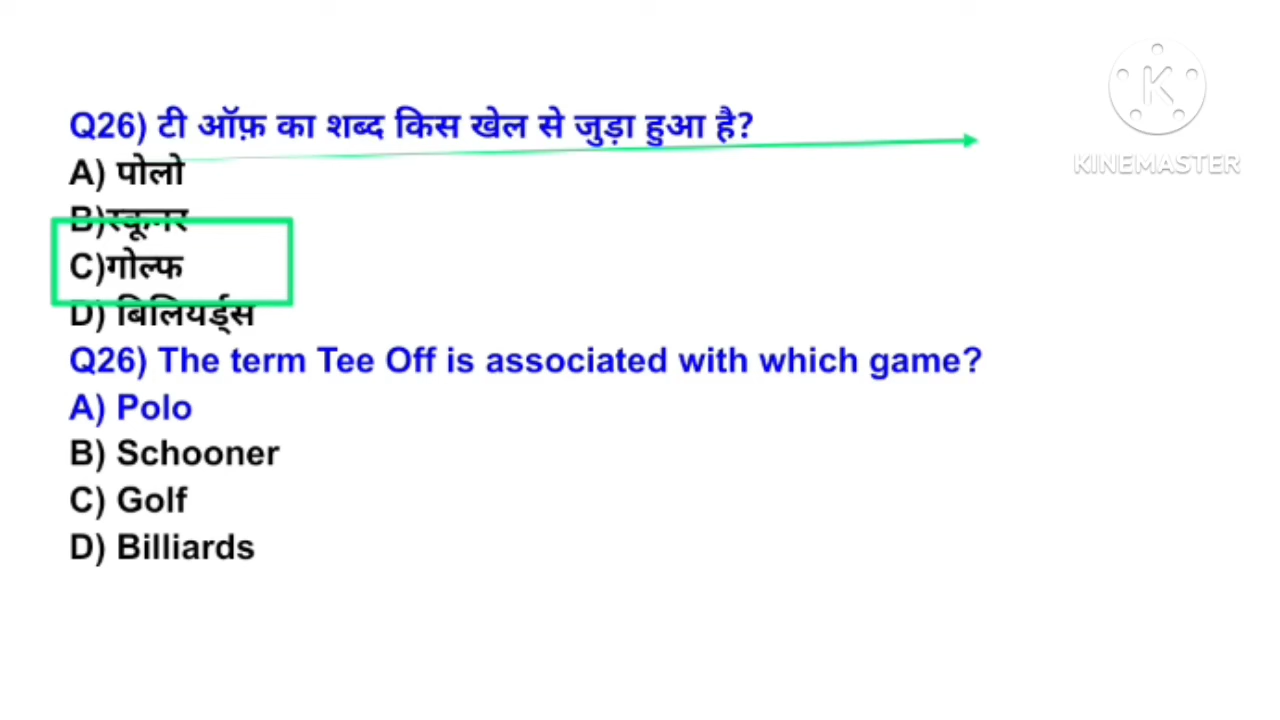 Q26) टी ऑफ़ का शब्द किस खेल से जुड़ा हुआ है?
A) पोलो
B)स्कूनर
C)गोल्फ
D) बिलियर्ड्स
Q26) The term Tee Off is associated with which game?
A) Polo
B) Schooner
C) Golf
D) Billiards
K
KINEMASTER